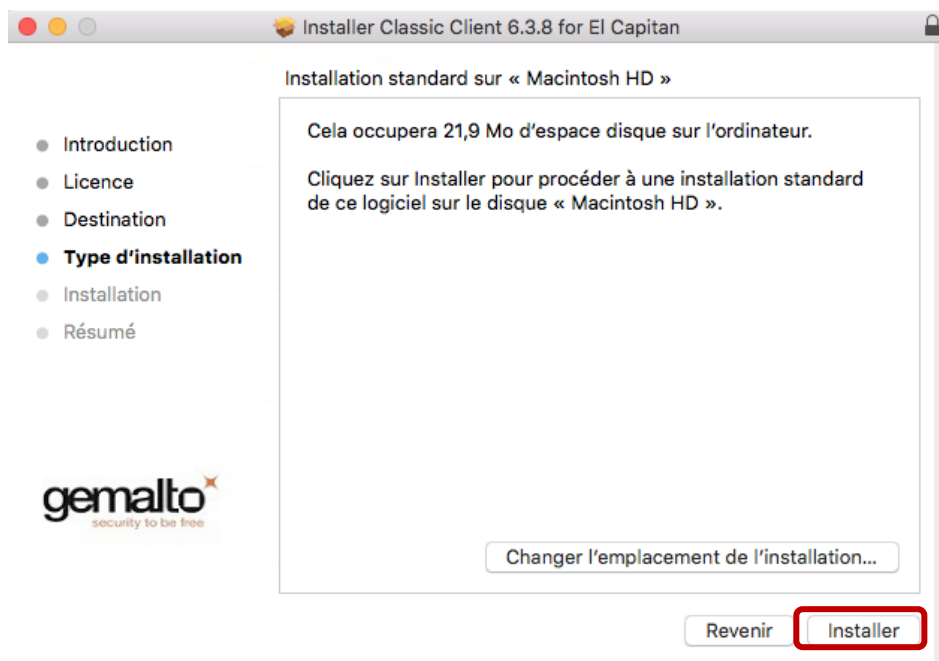 Installer Classic Client 6.3.8 for El Capitan
Installation standard sur « Macintosh HD »
Introduction
Licence
Destination
Type d’installation
Installation
Résumé
Cela occupera 21,9 Mo d’espace disque sur l’ordinateur.
Cliquez sur Installer pour procéder à une installation standard
de ce logiciel sur le disque « Macintosh HD ».
gemalto
security to be free
Changer l’emplacement de l’installation...
Revenir
Installer